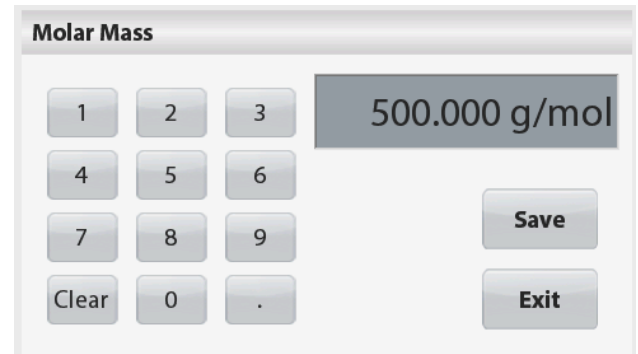 Molar Mass
500.000 g/mol
1 2 3
4 5 6
7 8 9
Clear 0 .
Save
Exit